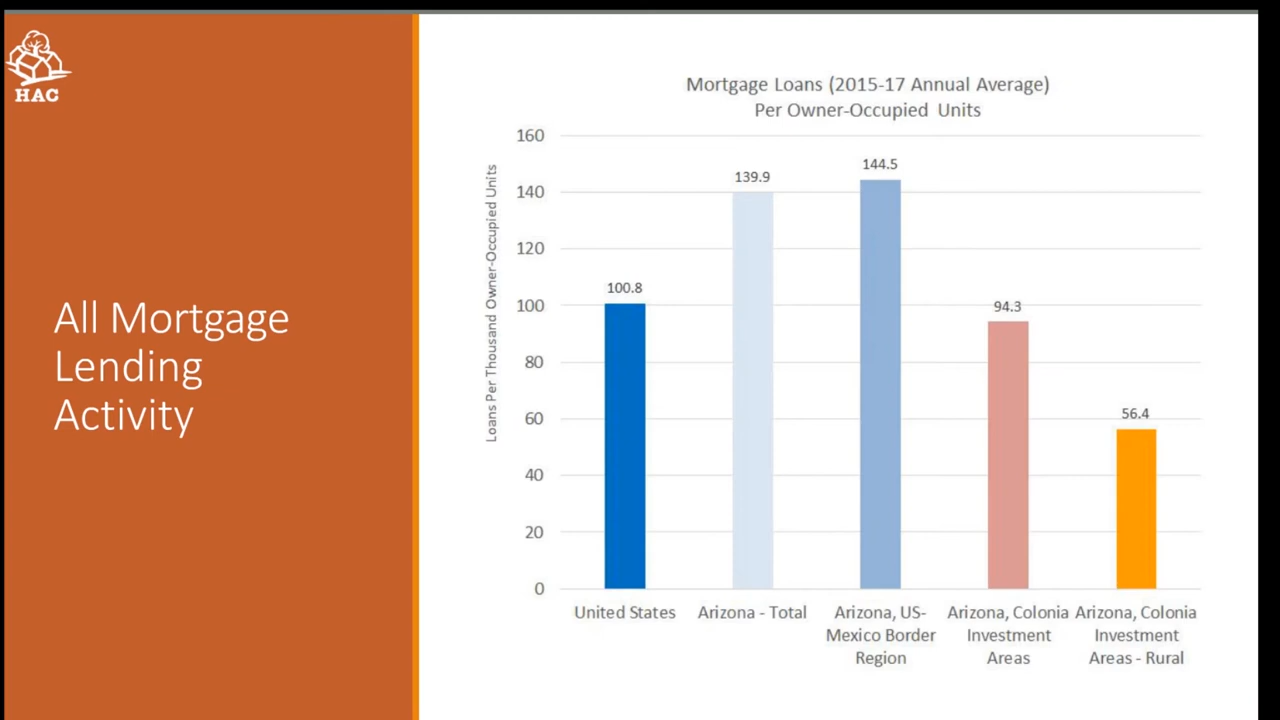 HAC
All Mortgage
Lending
Activity
Mortgage Loans (2015-17 Annual Average)
Per Owner-Occupied Units
Loans Per Thousand Owner-Occupied Units
160
140
120
100
80
60
40
20
0
100.8
139.9
144.5
94.3
56.4
United States
Arizona - Total
Arizona, US-
Mexico Border
Region
Arizona, Colonia
Investment
Areas
Arizona, Colonia
Investment
Areas - Rural